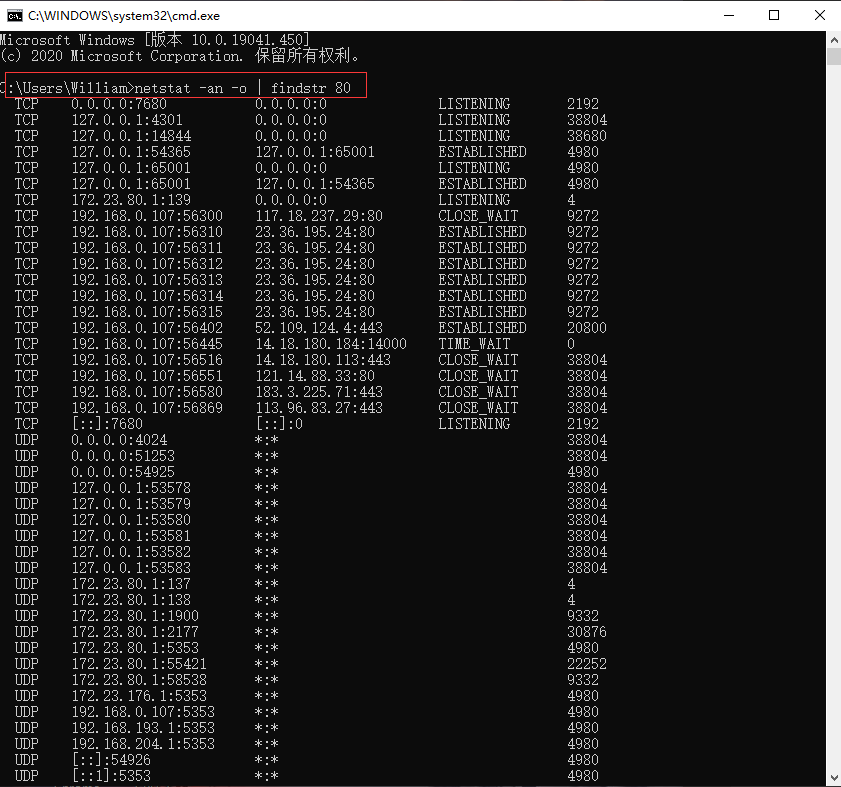 C:\WINDOWS\system32\cmd.exe
Microsoft Windows [版本 10.0.19041.450]
(c) 2020 Microsoft Corporation. 保留所有权利。
C:\Users\William>netstat -an -o | findstr 80
TCP 0.0.0.0:7680 0.0.0.0:0 LISTENING 2192
TCP 127.0.0.1:4301 0.0.0.0:0 LISTENING 38804
TCP 127.0.0.1:14844 0.0.0.0:0 LISTENING 38680
TCP 127.0.0.1:54365 127.0.0.1:65001 ESTABLISHED 4980
TCP 127.0.0.1:65001 0.0.0.0:0 LISTENING 4980
TCP 127.0.0.1:65001 127.0.0.1:54365 ESTABLISHED 4980
TCP 172.23.80.1:139 0.0.0.0:0 LISTENING 4
TCP 192.168.0.107:56300 117.18.237.29:80 CLOSE_WAIT 9272
TCP 192.168.0.107:56310 23.36.195.24:80 ESTABLISHED 9272
TCP 192.168.0.107:56311 23.36.195.24:80 ESTABLISHED 9272
TCP 192.168.0.107:56312 23.36.195.24:80 ESTABLISHED 9272
TCP 192.168.0.107:56313 23.36.195.24:80 ESTABLISHED 9272
TCP 192.168.0.107:56314 23.36.195.24:80 ESTABLISHED 9272
TCP 192.168.0.107:56315 23.36.195.24:80 ESTABLISHED 9272
TCP 192.168.0.107:56402 52.109.124.4:443 ESTABLISHED 20800
TCP 192.168.0.107:56445 14.18.180.184:14000 TIME_WAIT 0
TCP 192.168.0.107:56516 14.18.180.113:443 CLOSE_WAIT 38804
TCP 192.168.0.107:56551 121.14.88.33:80 CLOSE_WAIT 38804
TCP 192.168.0.107:56580 183.3.225.71:443 CLOSE_WAIT 38804
TCP 192.168.0.107:56869 113.96.83.27:443 CLOSE_WAIT 38804
TCP [::]:7680 [::]:0 LISTENING 2192
UDP 0.0.0.0:4024 *:* 38804
UDP 0.0.0.0:51253 *:* 38804
UDP 0.0.0.0:54925 *:* 4980
UDP 127.0.0.1:53578 *:* 38804
UDP 127.0.0.1:53579 *:* 38804
UDP 127.0.0.1:53580 *:* 38804
UDP 127.0.0.1:53581 *:* 38804
UDP 127.0.0.1:53582 *:* 38804
UDP 127.0.0.1:53583 *:* 38804
UDP 172.23.80.1:137 *:* 4
UDP 172.23.80.1:138 *:* 4
UDP 172.23.80.1:1900 *:* 9332
UDP 172.23.80.1:2177 *:* 30876
UDP 172.23.80.1:5353 *:* 4980
UDP 172.23.80.1:55421 *:* 22252
UDP 172.23.80.1:58538 *:* 9332
UDP 172.23.176.1:5353 *:* 4980
UDP 192.168.0.107:5353 *:* 4980
UDP 192.168.193.1:5353 *:* 4980
UDP 192.168.204.1:5353 *:* 4980
UDP [::]:54926 *:* 4980
UDP [::1]:5353 *:* 4980